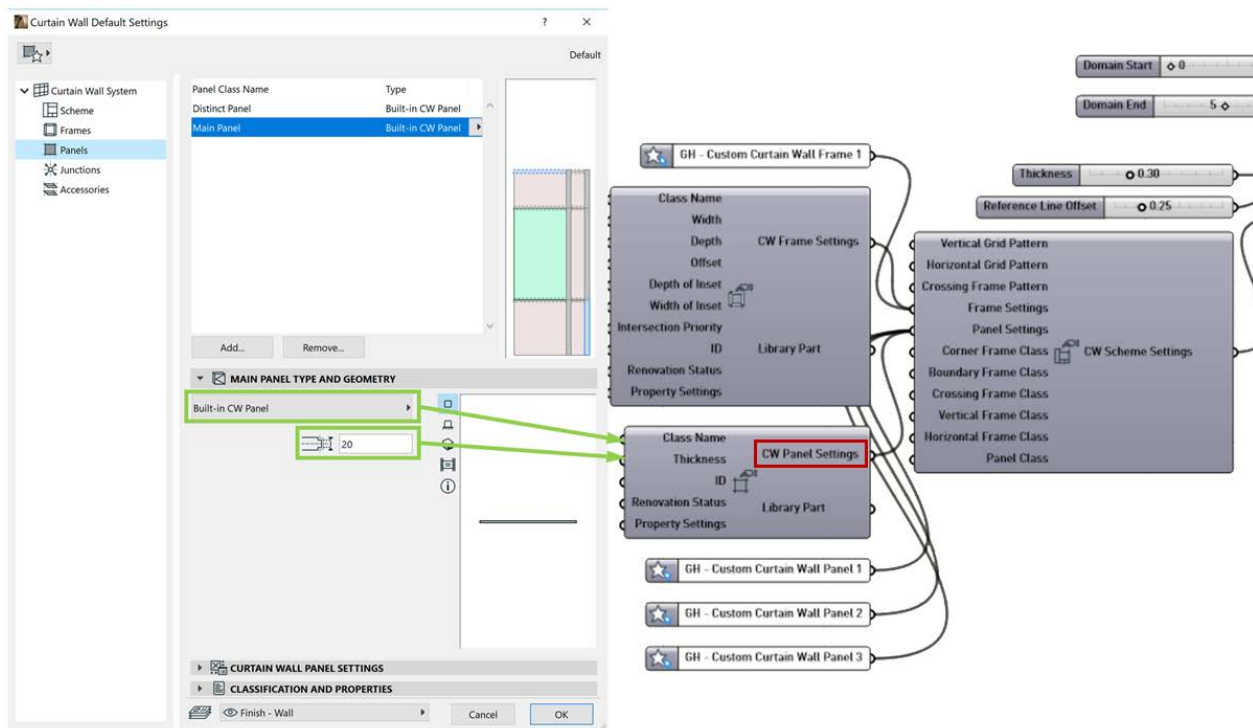 Curtain Wall Default Settings
?
Default
Curtain Wall System
Scheme
Frames
Panels
Junctions
Accessories
Panel Class Name Type
Distinct Panel Built-in CW Panel
Main Panel Built-in CW Panel
Add... Remove...
MAIN PANEL TYPE AND GEOMETRY
Built-in CW Panel
20
CURTAIN WALL PANEL SETTINGS
CLASSIFICATION AND PROPERTIES
Finish - Wall
Cancel OK
GH - Custom Curtain Wall Frame 1
Class Name
Width
Depth
Offset
Depth of Inset
Width of Inset
Intersection Priority
ID
Renovation Status
Property Settings
CW Frame Settings
Library Part
Class Name
Thickness
ID
Renovation Status
Property Settings
CW Panel Settings
Library Part
GH - Custom Curtain Wall Panel 1
GH - Custom Curtain Wall Panel 2
GH - Custom Curtain Wall Panel 3
Domain Start 0
Domain End 5
Thickness 0.30
Reference Line Offset 0.25
Vertical Grid Pattern
Horizontal Grid Pattern
Crossing Frame Pattern
Frame Settings
Panel Settings
Corner Frame Class
Boundary Frame Class
Crossing Frame Class
Vertical Frame Class
Horizontal Frame Class
Panel Class
CW Scheme Settings